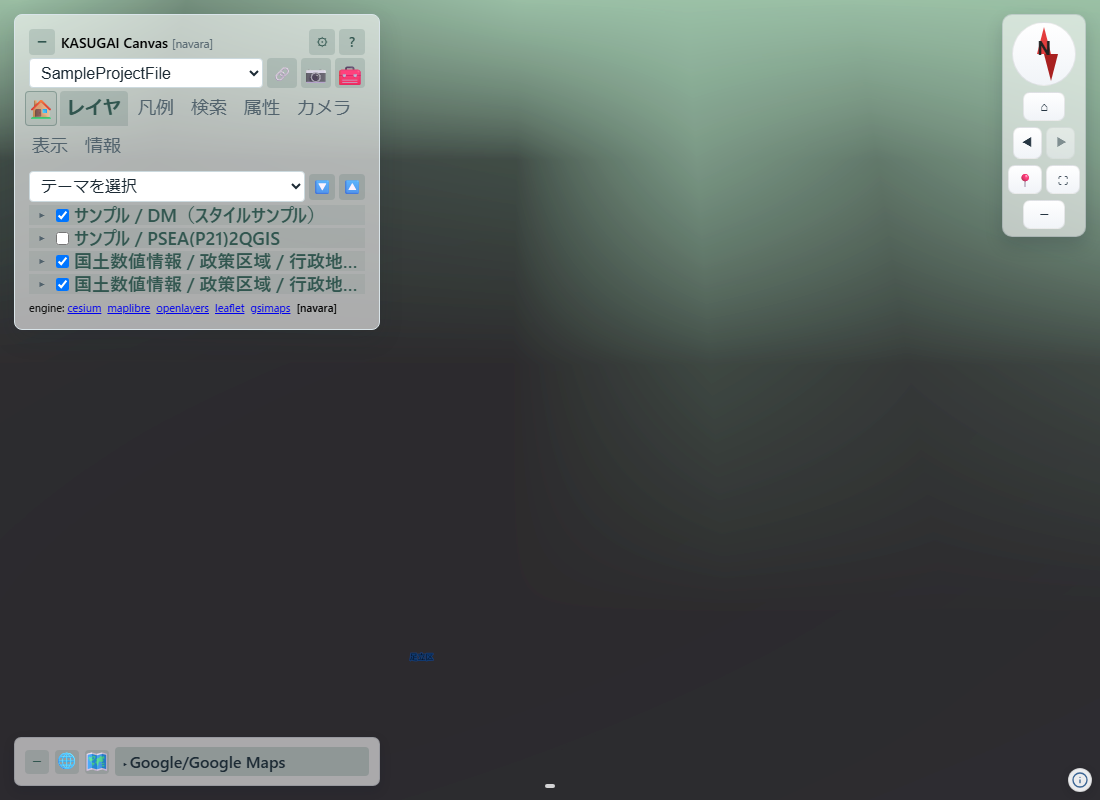 KASUGAI Canvas [navara]
?
SampleProjectFile
レイヤ 凡例 検索 属性 カメラ
表示 情報
テーマを選択
サンプル / DM（スタイルサンプル）
サンプル / PSEA(P21)2QGIS
国土数値情報 / 政策区域 / 行政地...
国土数値情報 / 政策区域 / 行政地...
engine: cesium maplibre openlayers leaflet gsimaps [navara]
N
Google/Google Maps